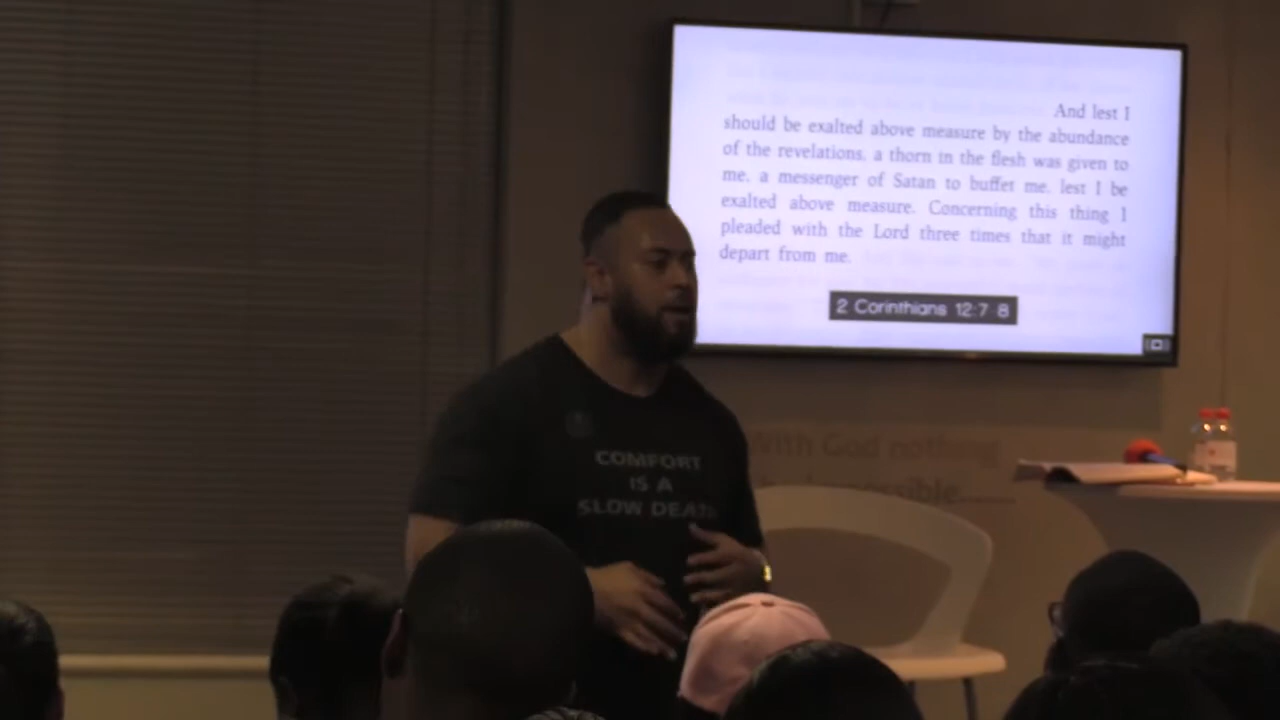 And lest I
should be exalted above measure by the abundance
of the revelations, a thorn in the flesh was given to
me, a messenger of Satan to buffet me, lest I be
exalted above measure. Concerning this thing I
pleaded with the Lord three times that it might
depart from me.
2 Corinthians 12:7 8
COMFORT
IS A
SLOW DEATH
With God nothing
impossible......